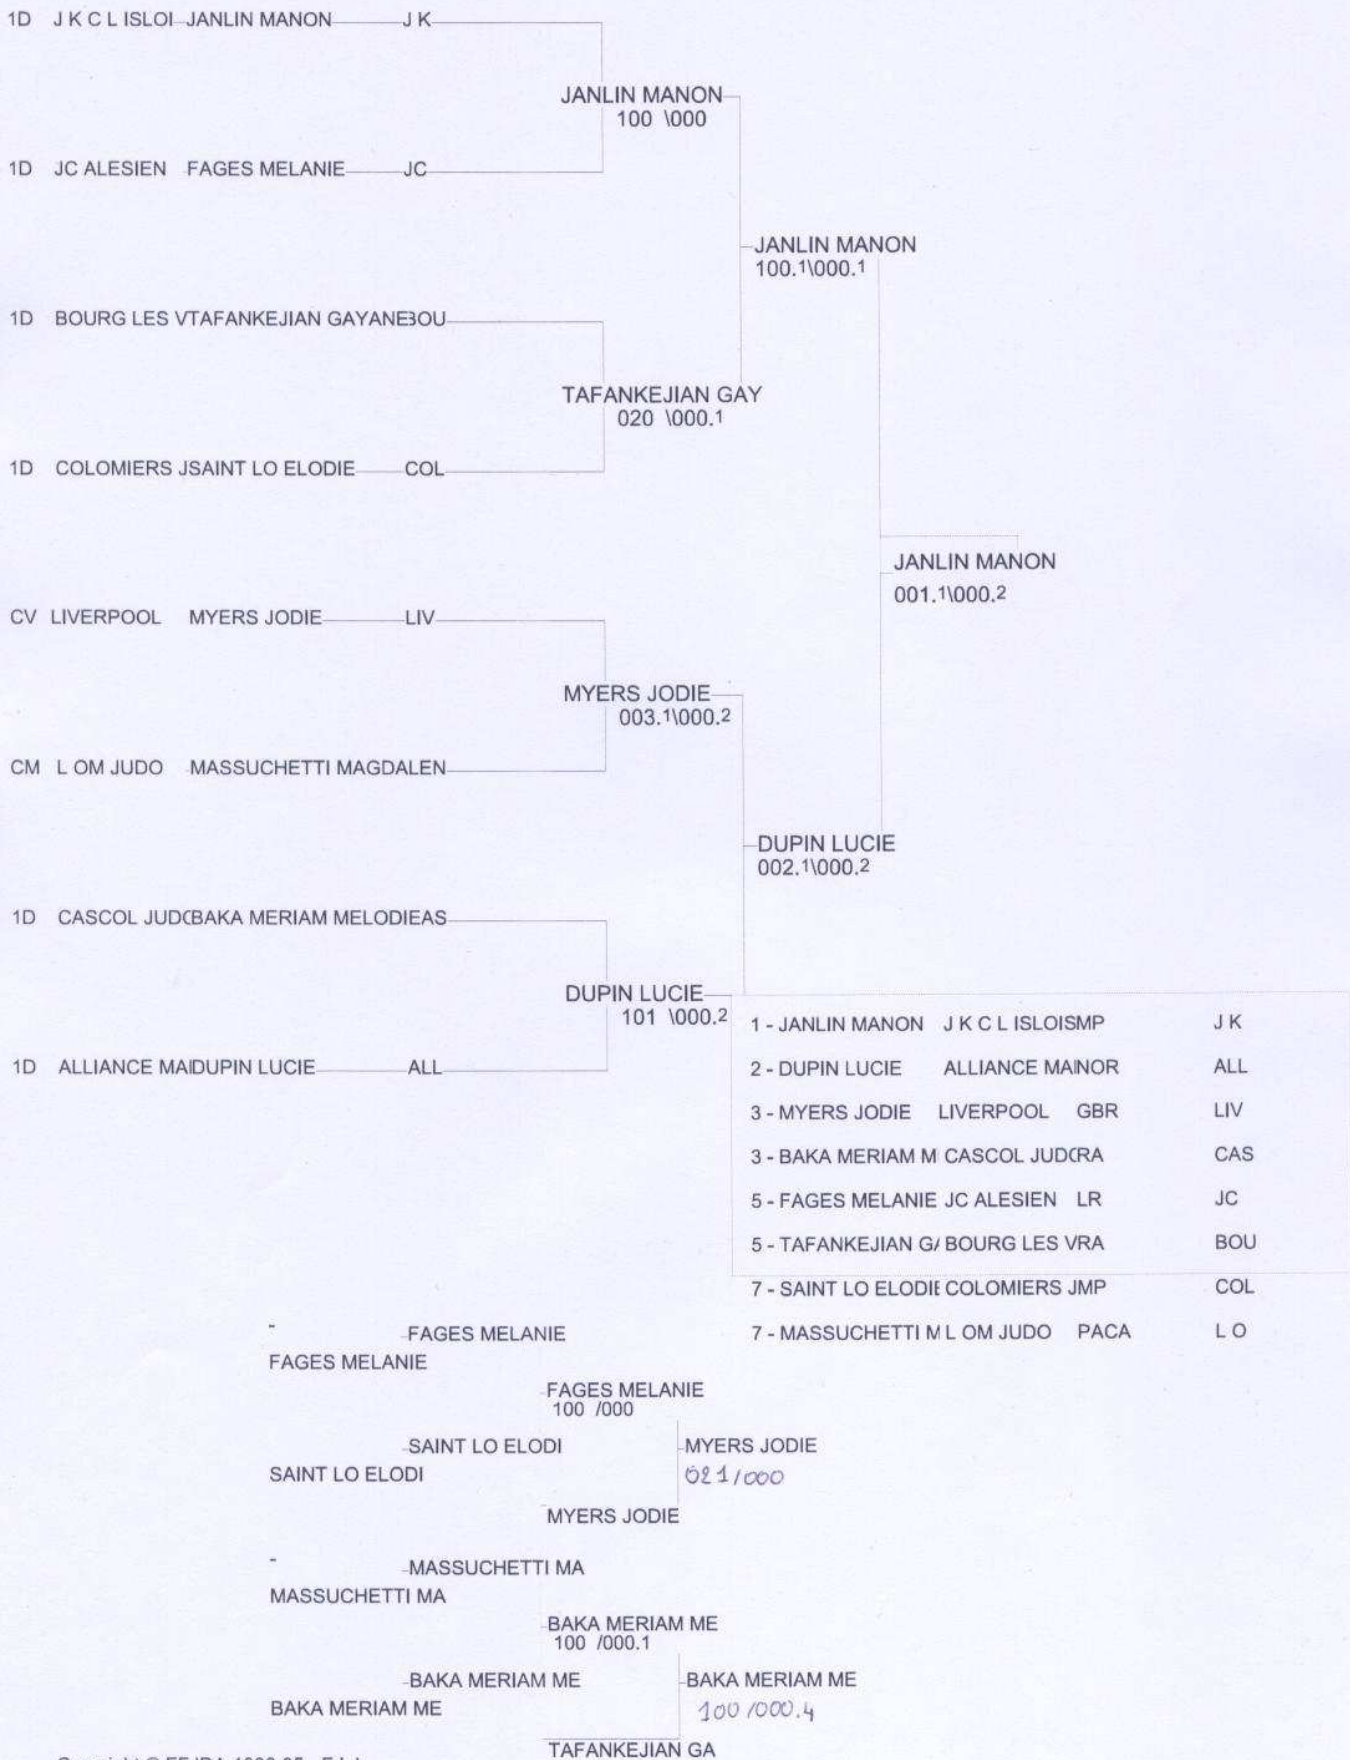 1D J K C L ISLOI JANLIN MANON J K
JANLIN MANON
100 \000
1D JC ALESIEN FAGES MELANIE JC
JANLIN MANON
100.1\000.1
1D BOURG LES VTAFANKEJIAN GAYANEBOU
TAFANKEJIAN GAY
020 \000.1
1D COLOMIERS JSAINT LO ELODIE COL
JANLIN MANON
001.1\000.2
CV LIVERPOOL MYERS JODIE LIV
MYERS JODIE
003.1\000.2
CM L OM JUDO MASSUCHETTI MAGDALEN
DUPIN LUCIE
002.1\000.2
1D CASCOL JUDOBAKA MERIAM MELODIEAS
DUPIN LUCIE
101 \000.2
1D ALLIANCE MAIDUPIN LUCIE ALL
1 - JANLIN MANON J K C L ISLOISMP J K
2 - DUPIN LUCIE ALLIANCE MAINOR ALL
3 - MYERS JODIE LIVERPOOL GBR LIV
3 - BAKA MERIAM M CASCOL JUDORA CAS
5 - FAGES MELANIE JC ALESIEN LR JC
5 - TAFANKEJIAN GA BOURG LES VRA BOU
7 - SAINT LO ELODIE COLOMIERS JMP COL
7 - MASSUCHETTI M L OM JUDO PACA L O
- FAGES MELANIE
FAGES MELANIE
FAGES MELANIE
100 /000
SAINT LO ELODI
MYERS JODIE
SAINT LO ELODI
021/000
MYERS JODIE
- MASSUCHETTI MA
MASSUCHETTI MA
BAKA MERIAM ME
100 /000.1
BAKA MERIAM ME
BAKA MERIAM ME
BAKA MERIAM ME
100/000.4
TAFANKEJIAN GA